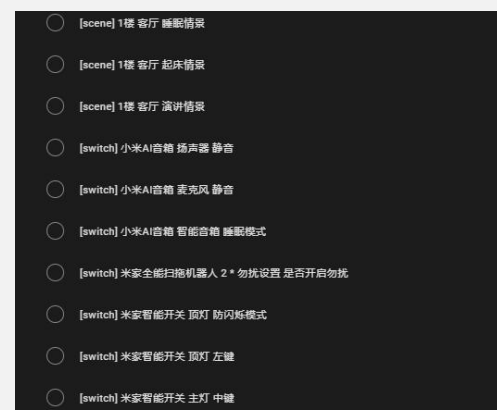 [scene] 1楼 客厅 睡眠情景
[scene] 1楼 客厅 起床情景
[scene] 1楼 客厅 演讲情景
[switch] 小米AI音箱 扬声器 静音
[switch] 小米AI音箱 麦克风 静音
[switch] 小米AI音箱 智能音箱 睡眠模式
[switch] 米家全能扫拖机器人 2 * 勿扰设置 是否开启勿扰
[switch] 米家智能开关 顶灯 防闪烁模式
[switch] 米家智能开关 顶灯 左键
[switch] 米家智能开关 主灯 中键